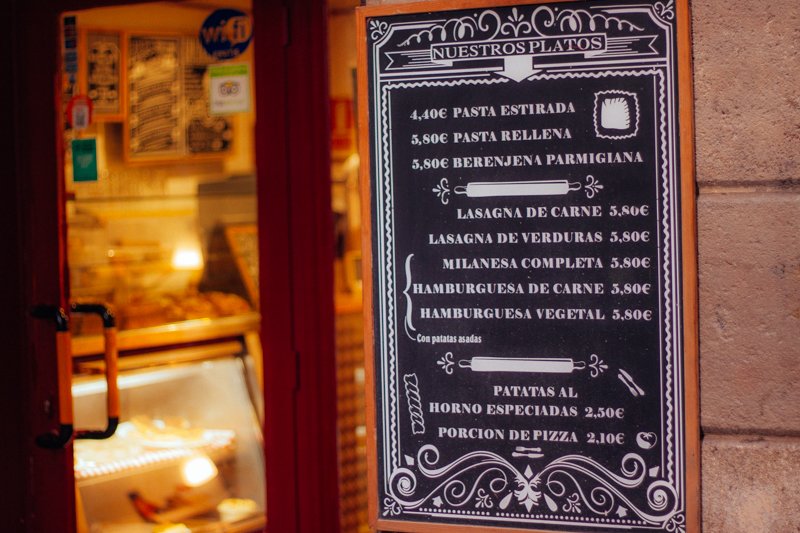 wifi
NUESTROS PLATOS
4,40€ PASTA ESTIRADA
5,80€ PASTA RELLENA
5,80€ BERENJENA PARMIGIANA
LASAGNA DE CARNE 5,80€
LASAGNA DE VERDURAS 5,80€
MILANESA COMPLETA 5,80€
HAMBURGUESA DE CARNE 5,80€
HAMBURGUESA VEGETAL 5,80€
Con patatas asadas
PATATAS AL
HORNO ESPECIADAS 2,50€
PORCION DE PIZZA 2,10€